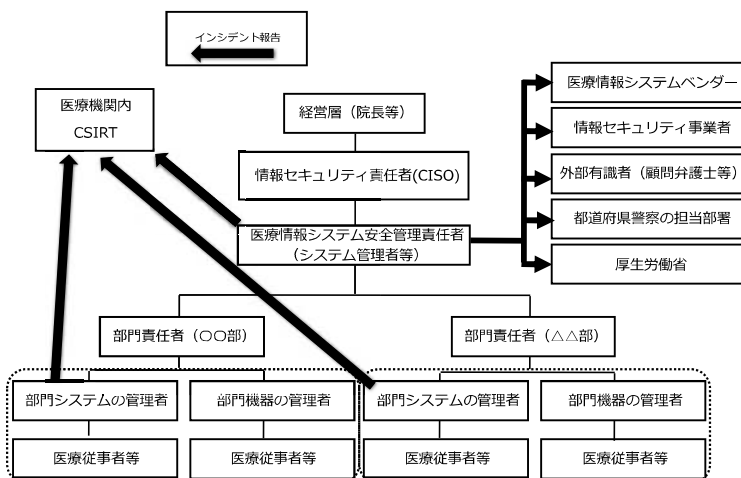 インシデント報告
医療機関内
CSIRT
経営層（院長等）
情報セキュリティ責任者(CISO)
医療情報システム安全管理責任者
（システム管理者等）
医療情報システムベンダー
情報セキュリティ事業者
外部有識者（顧問弁護士等）
都道府県警察の担当部署
厚生労働省
部門責任者（〇〇部）
部門責任者（△△部）
部門システムの管理者
部門機器の管理者
部門システムの管理者
部門機器の管理者
医療従事者等
医療従事者等
医療従事者等
医療従事者等